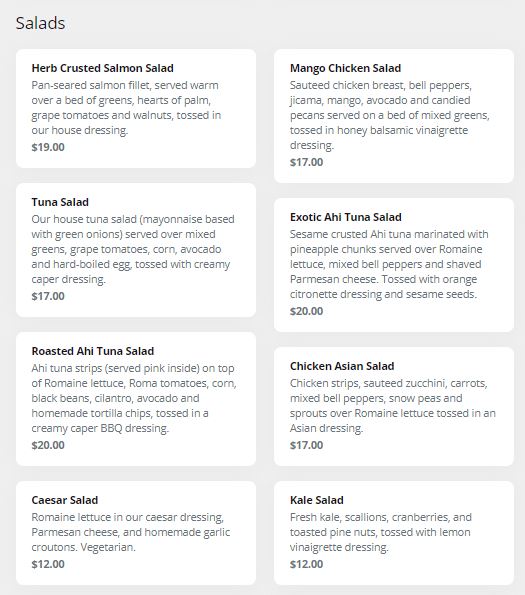 Salads
Herb Crusted Salmon Salad
Pan-seared salmon fillet, served warm
over a bed of greens, hearts of palm,
grape tomatoes and walnuts, tossed in
our house dressing.
$19.00
Tuna Salad
Our house tuna salad (mayonnaise based
with green onions) served over mixed
greens, grape tomatoes, corn, avocado
and hard-boiled egg, tossed with creamy
caper dressing.
$17.00
Roasted Ahi Tuna Salad
Ahi tuna strips (served pink inside) on top
of Romaine lettuce, Roma tomatoes, corn,
black beans, cilantro, avocado and
homemade tortilla chips, tossed in a
creamy caper BBQ dressing.
$20.00
Caesar Salad
Romaine lettuce in our caesar dressing,
Parmesan cheese, and homemade garlic
croutons. Vegetarian.
$12.00
Mango Chicken Salad
Sauteed chicken breast, bell peppers,
jicama, mango, avocado and candied
pecans served on a bed of mixed greens,
tossed in honey balsamic vinaigrette
dressing.
$17.00
Exotic Ahi Tuna Salad
Sesame crusted Ahi tuna marinated with
pineapple chunks served over Romaine
lettuce, mixed bell peppers and shaved
Parmesan cheese. Tossed with orange
citronette dressing and sesame seeds.
$20.00
Chicken Asian Salad
Chicken strips, sauteed zucchini, carrots,
mixed bell peppers, snow peas and
sprouts over Romaine lettuce tossed in an
Asian dressing.
$17.00
Kale Salad
Fresh kale, scallions, cranberries, and
toasted pine nuts, tossed with lemon
vinaigrette dressing.
$12.00